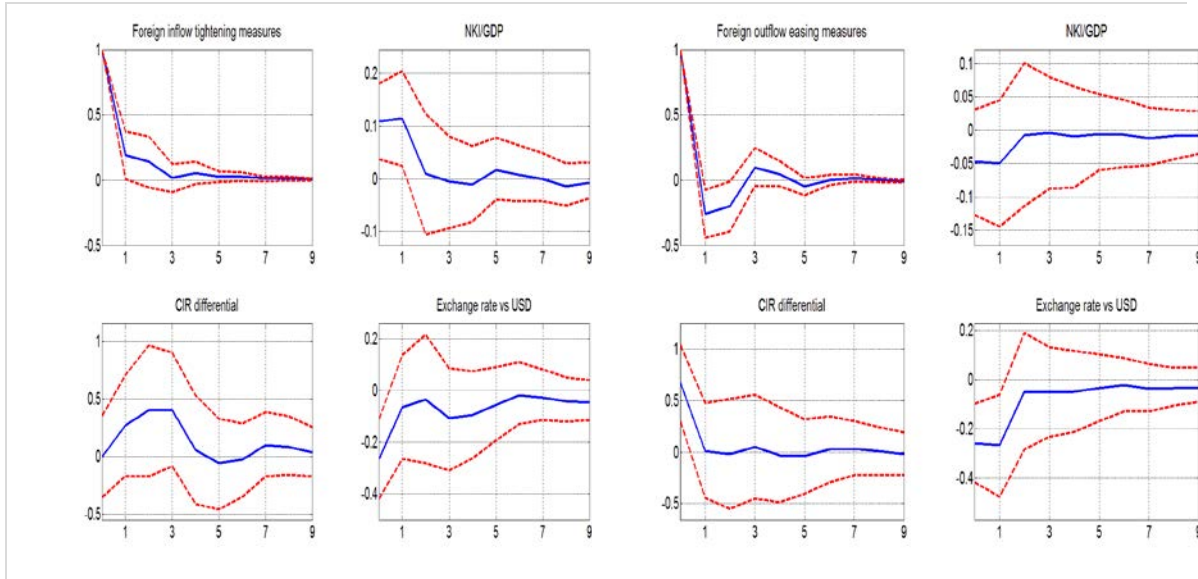 Foreign inflow tightening measures
1
0.5
0
-0.5
1 3 5 7 9
NKI/GDP
0.2
0.1
0
-0.1
1 3 5 7 9
Foreign outflow easing measures
1
0.5
0
-0.5
1 3 5 7 9
NKI/GDP
0.1
0.05
0
-0.05
-0.1
-0.15
1 3 5 7 9
CIR differential
1
0.5
0
-0.5
1 3 5 7 9
Exchange rate vs USD
0.2
0
-0.2
-0.4
1 3 5 7 9
CIR differential
1
0.5
0
-0.5
1 3 5 7 9
Exchange rate vs USD
0.2
0
-0.2
-0.4
1 3 5 7 9